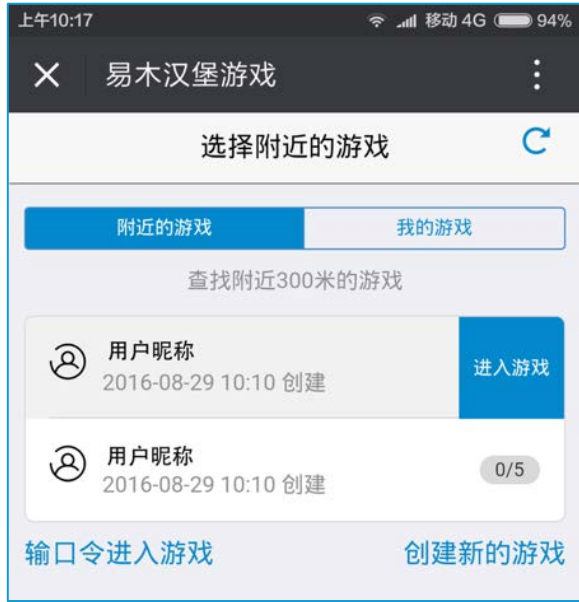 上午10:17 移动 4G 94%
易木汉堡游戏
选择附近的游戏
附近的游戏 我的游戏
查找附近300米的游戏
用户昵称
2016-08-29 10:10 创建
进入游戏
用户昵称
2016-08-29 10:10 创建
0/5
输口令进入游戏 创建新的游戏